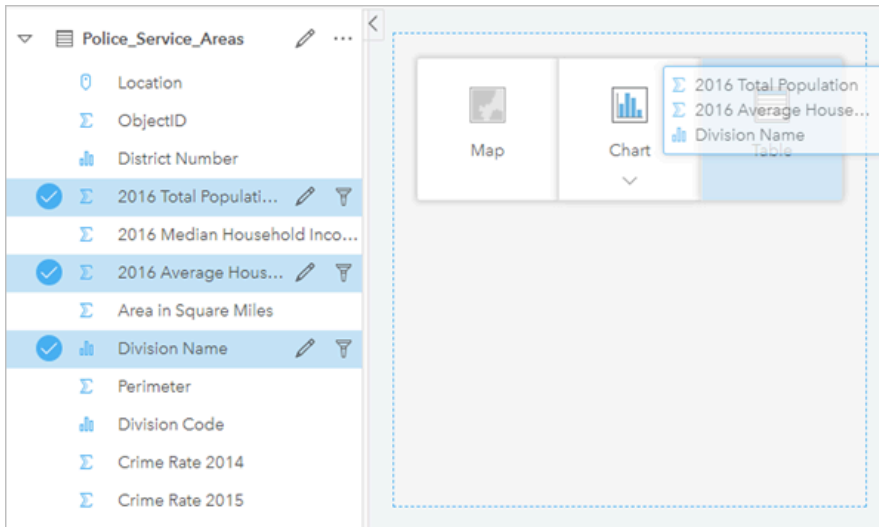 Police_Service_Areas
Location
ObjectID
District Number
2016 Total Populati...
2016 Median Household Inco...
2016 Average Hous...
Area in Square Miles
Division Name
Perimeter
Division Code
Crime Rate 2014
Crime Rate 2015
Map
Chart
Table
2016 Total Population
2016 Average House...
Division Name